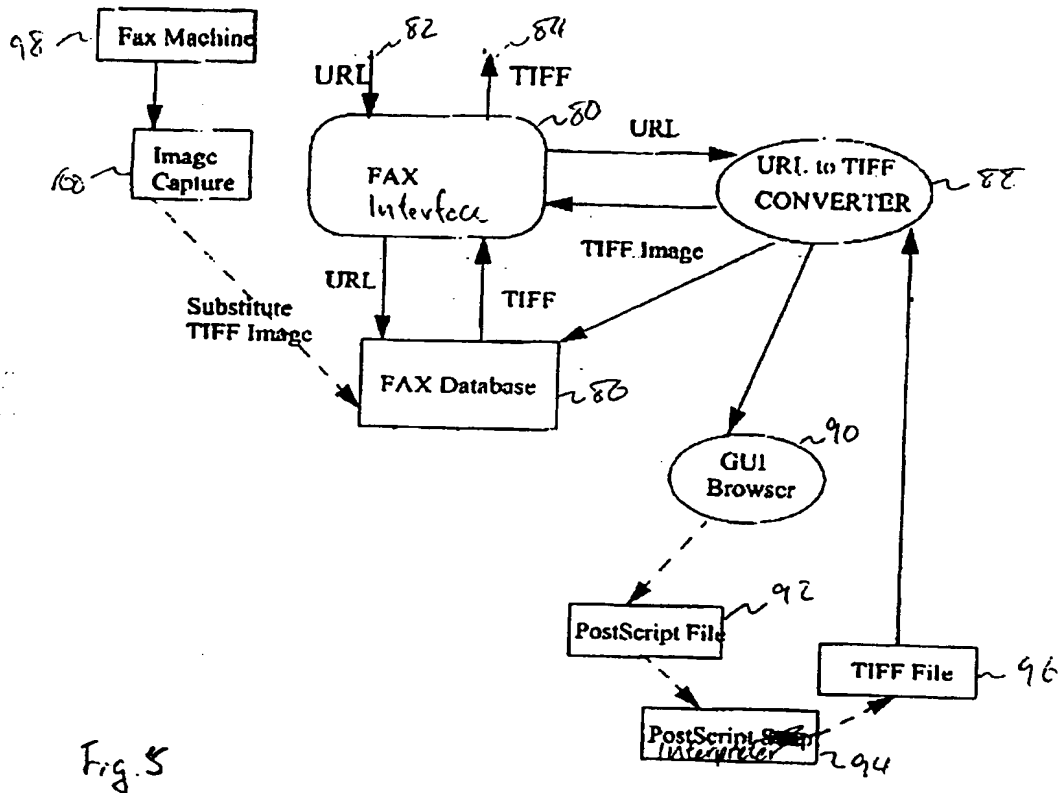 98
Fax Machine
Image
Capture
URL
82
TIFF
84
FAX
Interface
80
URL
URL to TIFF
CONVERTER
88
TIFF Image
URL
TIFF
Substitute
TIFF Image
FAX Database
86
GUI
Browser
90
PostScript File
92
TIFF File
96
PostScript
Interpreter
94
Fig. 5